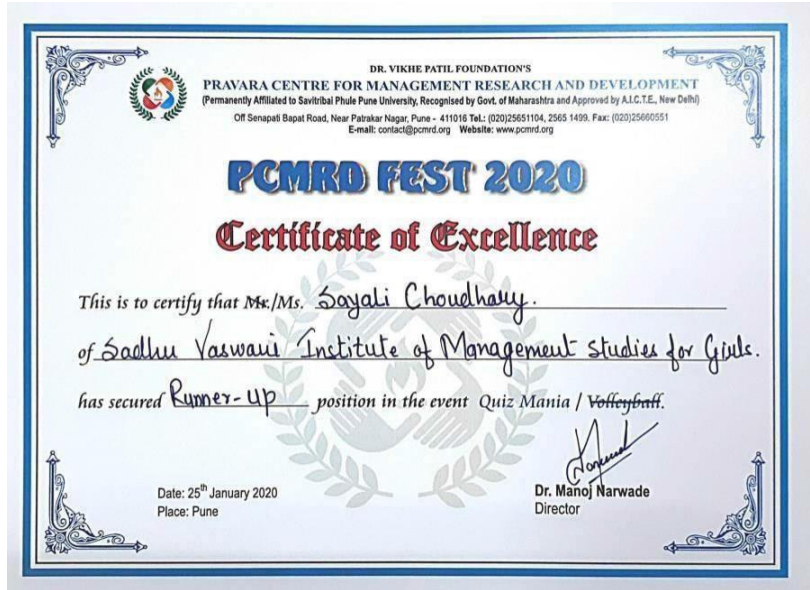 DR. VIKHE PATIL FOUNDATION'S
PRAVARA CENTRE FOR MANAGEMENT RESEARCH AND DEVELOPMENT
(Permanently Affiliated to Savitribai Phule Pune University, Recognised by Govt. of Maharashtra and Approved by A.I.C.T.E., New Delhi)
Off Senapati Bapat Road, Near Patrakar Nagar, Pune - 411016 Tel.: (020)25651104, 2565 1499, Fax: (020)25660551
E-mail: contact@pcmrd.org Website: www.pcmrd.org
PCMRD FEST 2020
Certificate of Excellence
This is to certify that Mr./Ms. Sayali Choudhary.
of Sadhu Vaswani Institute of Management Studies for Girls.
has secured Runner-up position in the event Quiz Mania / Volleyball.
Date: 25th January 2020
Place: Pune
Dr. Manoj Narwade
Director